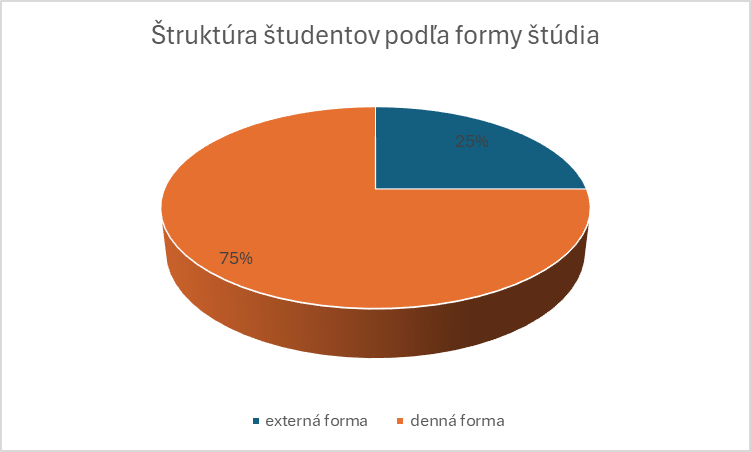 Štruktúra študentov podľa formy štúdia
25%
75%
externá forma
denná forma